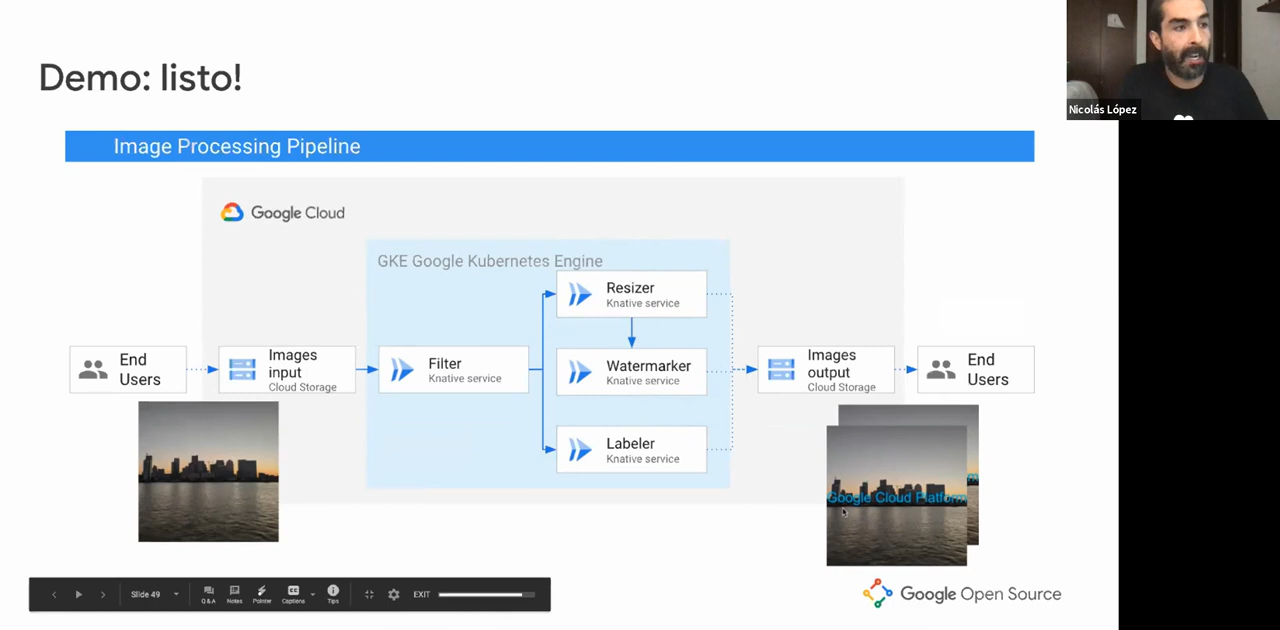 Demo: listo!
Nicolás López
Image Processing Pipeline
Google Cloud
GKE Google Kubernetes Engine
Resizer
Knative service
End
Users
Images
input
Cloud Storage
Filter
Knative service
Watermarker
Knative service
Images
output
Cloud Storage
End
Users
Labeler
Knative service
Google Cloud Platform
m
Slide 49
Q & A
Notes
Pointer
CC
Captions
Tips
EXIT
Google Open Source